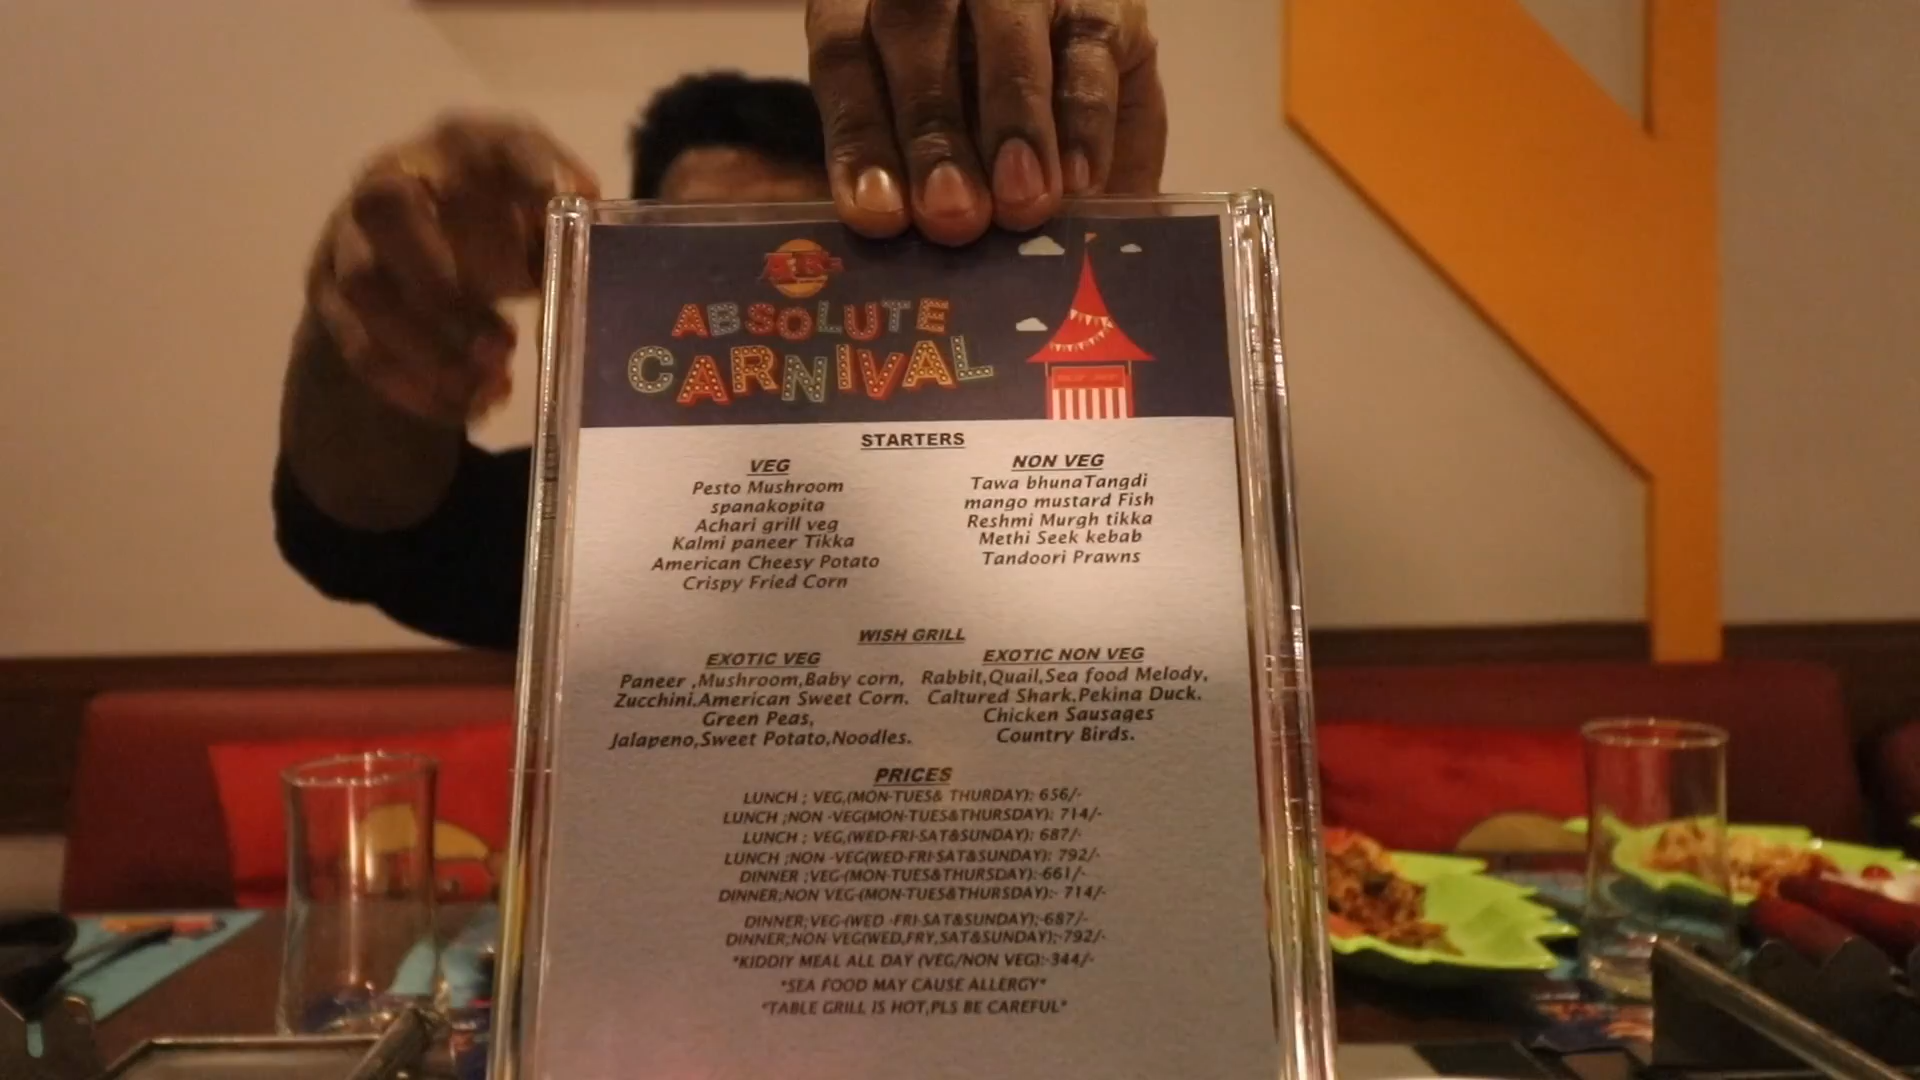 AB's
ABSOLUTE
CARNIVAL
STARTERS
VEG
Pesto Mushroom
spanakopita
Achari grill veg
Kalmi paneer Tikka
American Cheesy Potato
Crispy Fried Corn
NON VEG
Tawa bhunaTangdi
mango mustard Fish
Reshmi Murgh tikka
Methi Seek kebab
Tandoori Prawns
WISH GRILL
EXOTIC VEG
Paneer ,Mushroom,Baby corn,
Zucchini,American Sweet Corn.
Green Peas,
Jalapeno,Sweet Potato,Noodles.
EXOTIC NON VEG
Rabbit,Quail,Sea food Melody,
Caltured Shark,Pekina Duck.
Chicken Sausages
Country Birds.
PRICES
LUNCH ; VEG,(MON-TUES& THURDAY): 656/-
LUNCH ;NON -VEG(MON-TUES&THURSDAY): 714/-
LUNCH ; VEG,(WED-FRI-SAT&SUNDAY): 687/-
LUNCH ;NON -VEG(WED-FRI-SAT&SUNDAY): 792/-
DINNER ;VEG-(MON-TUES&THURSDAY):-661/-
DINNER;NON VEG-(MON-TUES&THURSDAY):- 714/-
DINNER;VEG-(WED -FRI-SAT&SUNDAY);-687/-
DINNER;NON-VEG(WED,FRY,SAT&SUNDAY);-792/-
*KIDDIY MEAL ALL DAY (VEG/NON VEG):-344/-
*SEA FOOD MAY CAUSE ALLERGY*
*TABLE GRILL IS HOT,PLS BE CAREFUL*